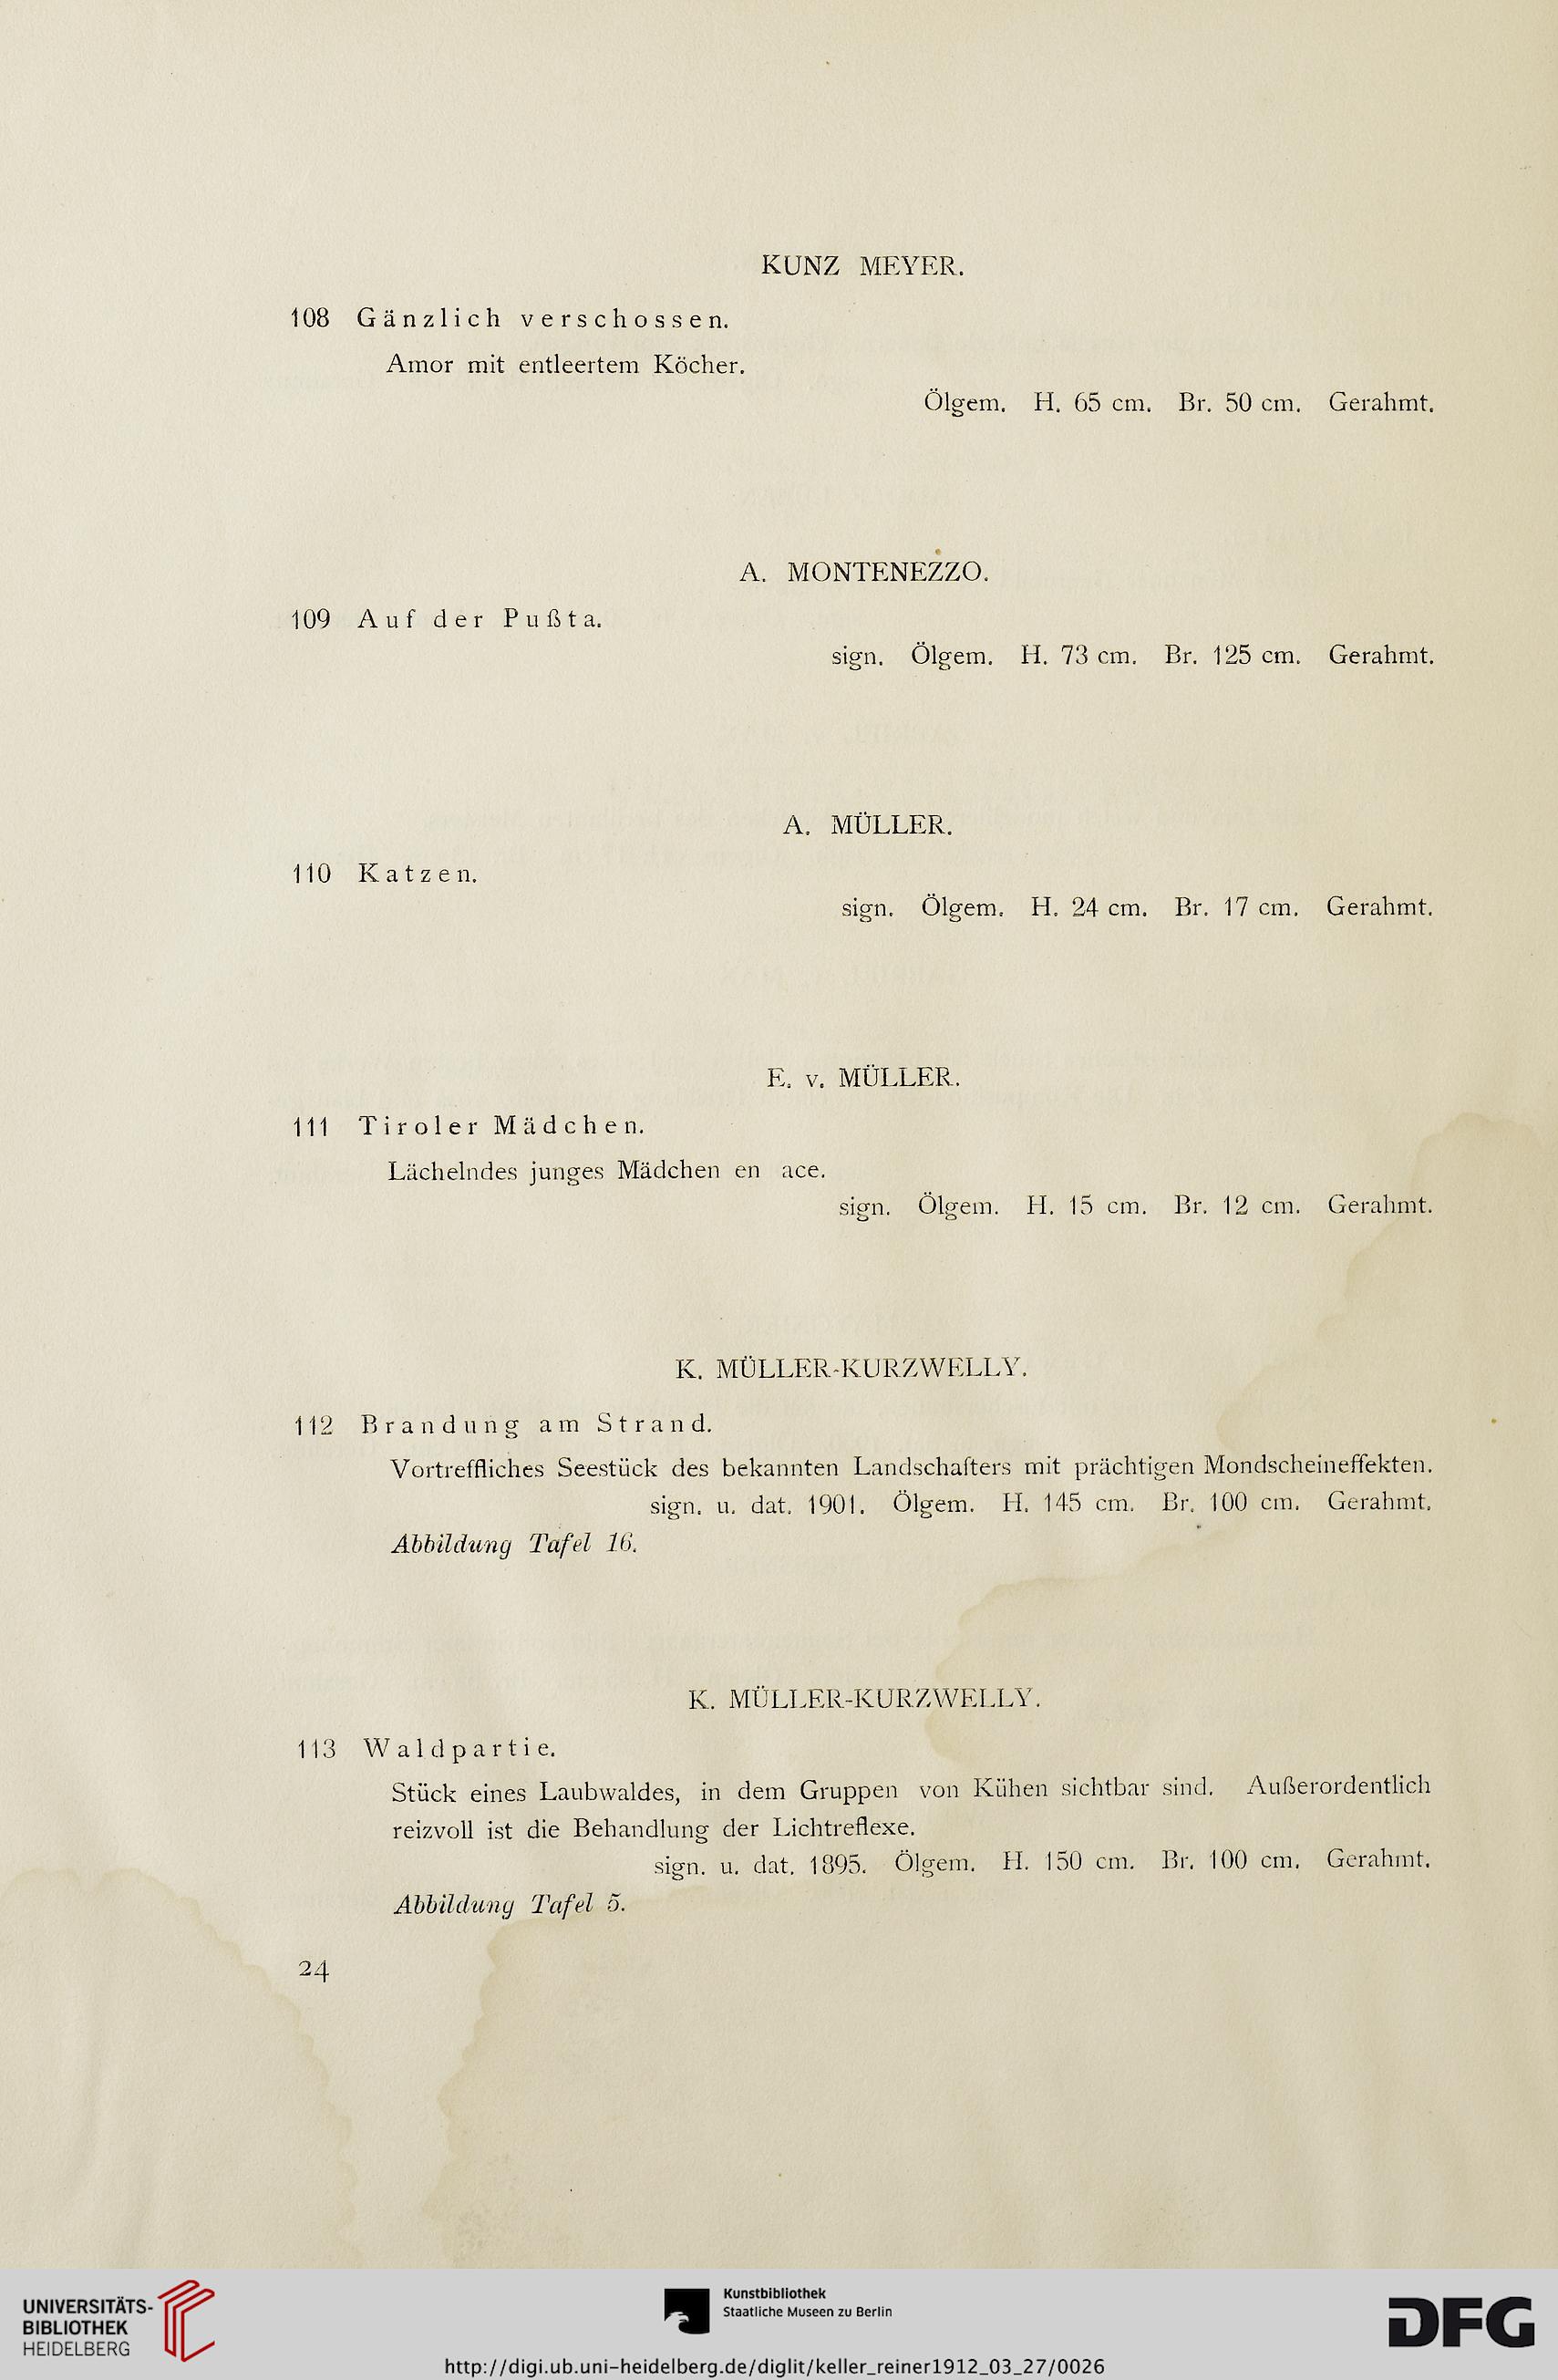 KUNZ MEYER.
108 Gänzlich verschossen.
Amor mit entleertem Köcher.
Ölgem. H. 65 cm. Br. 50 cm. Gerahmt.
A. MONTENEZZO.
109 Auf der Pußta.
sign. Ölgem. H. 73 cm. Br. 125 cm. Gerahmt.
A. MÜLLER.
110 Katzen.
sign. Ölgem. H. 24 cm. Br. 17 cm. Gerahmt.
E. v. MÜLLER.
111 Tiroler Mädchen.
Lächelndes junges Mädchen en ace.
sign. Ölgem. H. 15 cm. Br. 12 cm. Gerahmt.
K. MÜLLER-KURZWELLY.
112 Brandung am Strand.
Vortreffliches Seestück des bekannten Landschafters mit prächtigen Mondscheineffekten.
sign. u. dat. 1901. Ölgem. H. 145 cm. Br. 100 cm. Gerahmt.
Abbildung Tafel 16.
K. MÜLLER-KURZWELLY.
113 Waldpartie.
Stück eines Laubwaldes, in dem Gruppen von Kühen sichtbar sind. Außerordentlich
reizvoll ist die Behandlung der Lichtreflexe.
sign. u. dat. 1895. Ölgem. H. 150 cm. Br. 100 cm. Gerahmt.
Abbildung Tafel 5.
24
UNIVERSITÄTS-
BIBLIOTHEK
HEIDELBERG
Kunstbibliothek
Staatliche Museen zu Berlin
DFG
http://digi.ub.uni-heidelberg.de/diglit/keller_reiner1912_03_27/0026